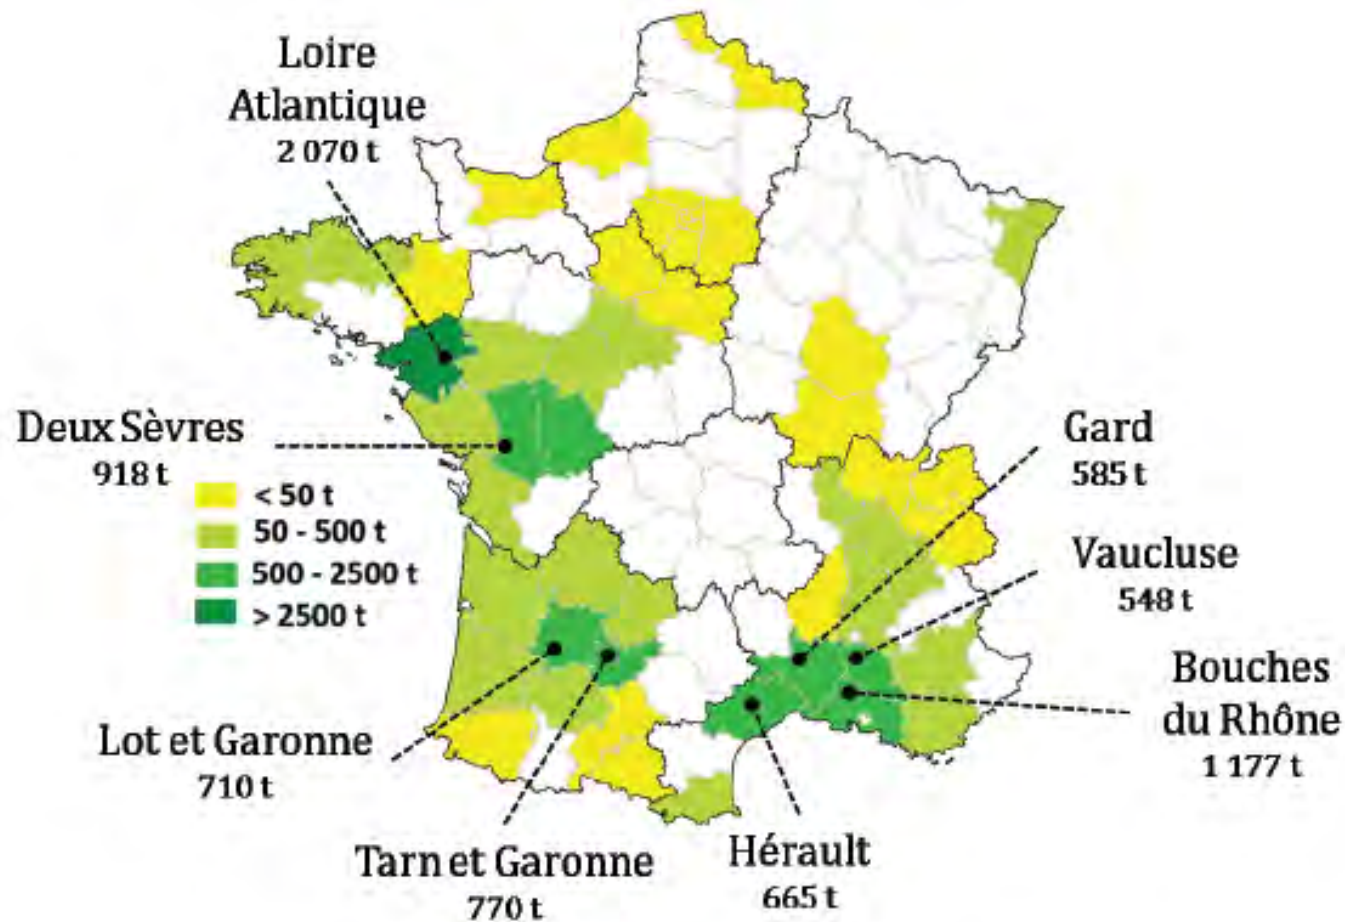 Loire
Atlantique
2 070 t
Deux Sèvres
918 t
< 50 t
50 - 500 t
500 - 2500 t
> 2500 t
Gard
585 t
Vaucluse
548 t
Bouches
du Rhône
1 177 t
Lot et Garonne
710 t
Tarn et Garonne
770 t
Hérault
665 t